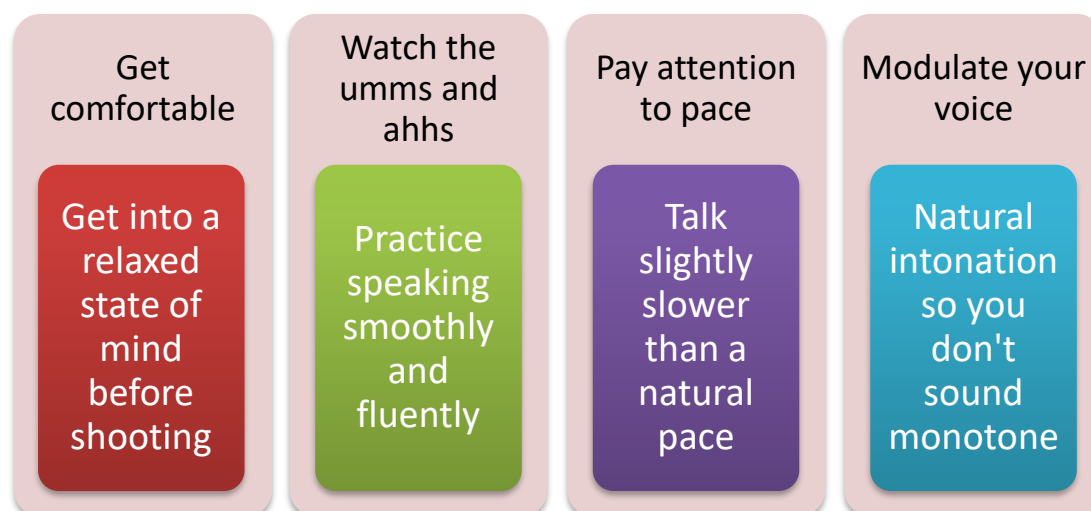 Get
comfortable
Get into a
relaxed
state of
mind
before
shooting
Watch the
umms and
ahhs
Practice
speaking
smoothly
and
fluently
Pay attention
to pace
Talk
slightly
slower
than a
natural
pace
Modulate your
voice
Natural
intonation
so you
don't
sound
monotone